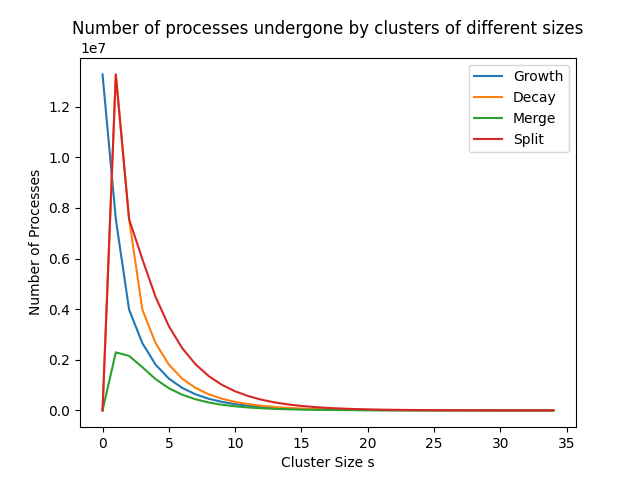 Number of processes undergone by clusters of different sizes
1e7
Growth
Decay
Merge
Split
1.2
1.0
0.8
0.6
0.4
0.2
0.0
Number of Processes
0 5 10 15 20 25 30 35
Cluster Size s